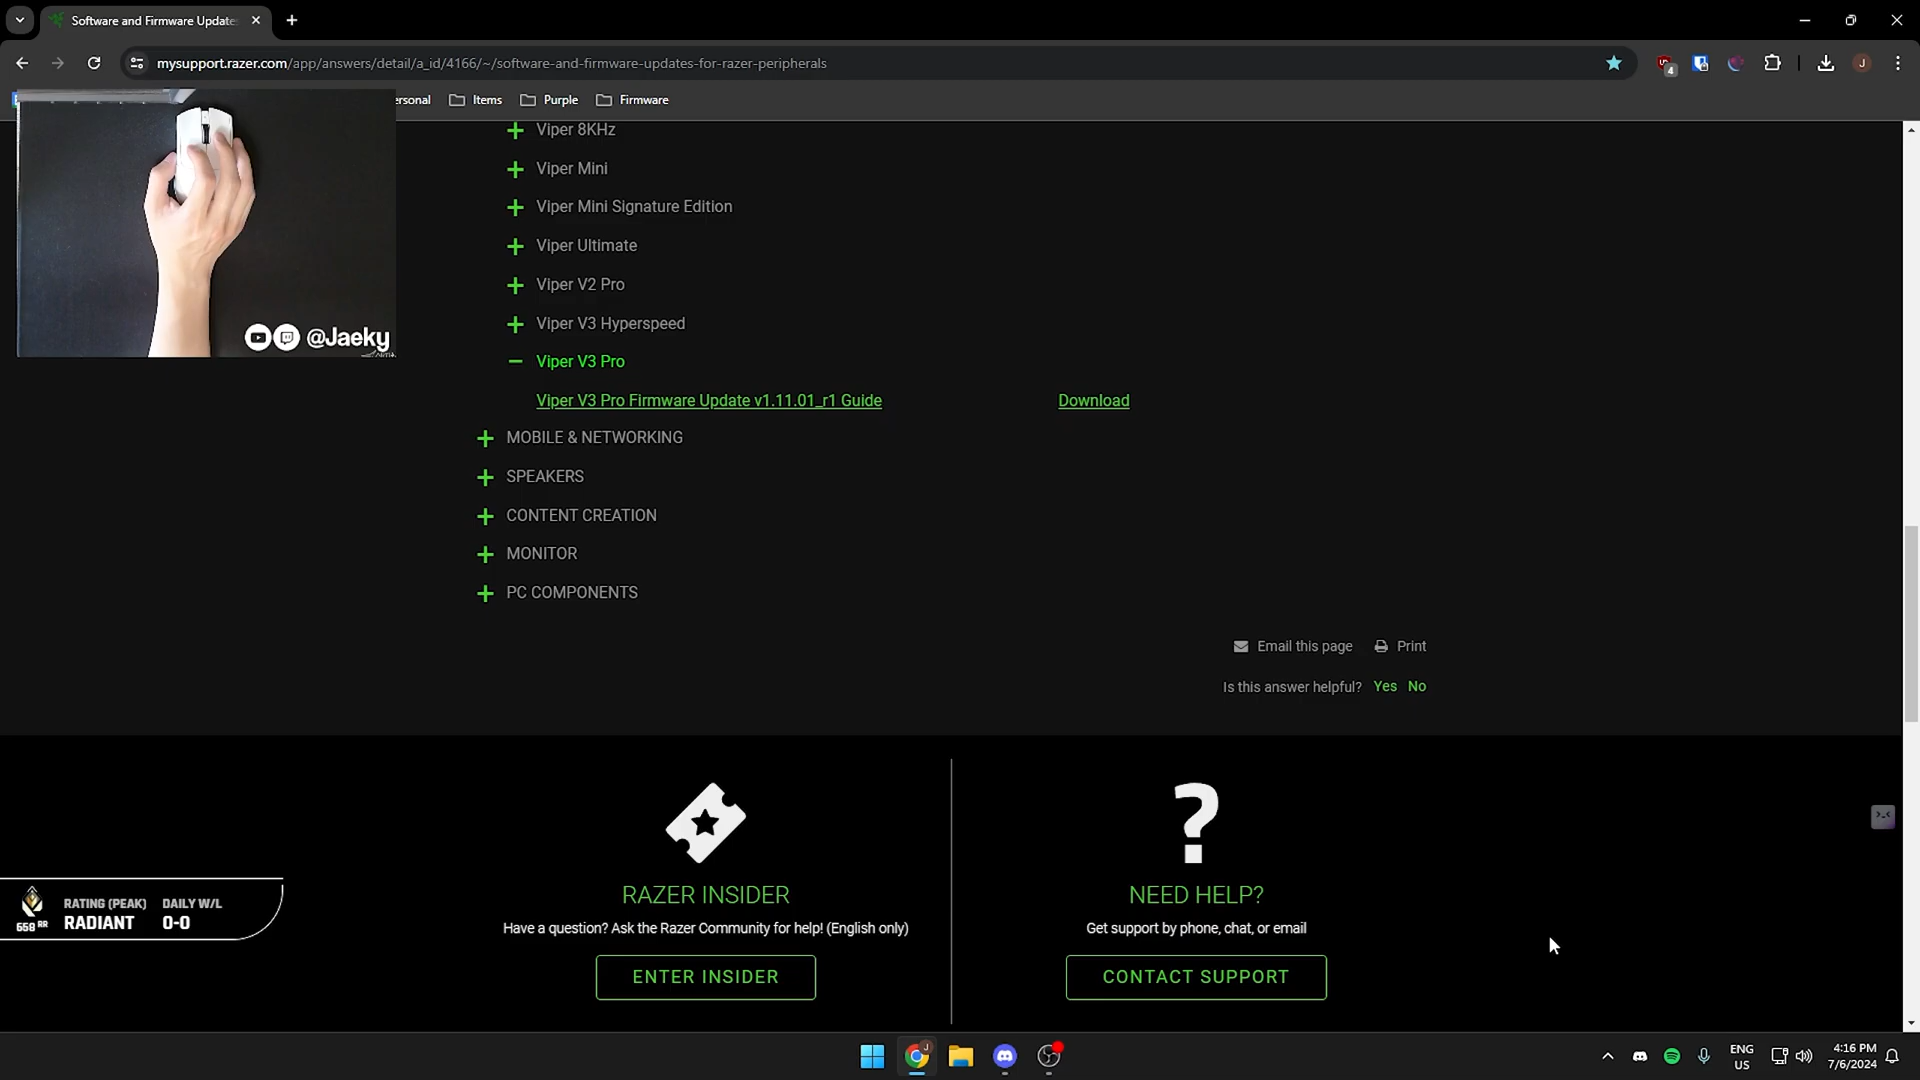 Software and Firmware Update
mysupport.razer.com/app/answers/detail/a_id/4166/~/software-and-firmware-updates-for-razer-peripherals
4
J
ersonal
Items
Purple
Firmware
@Jaeky
Viper 8KHz
Viper Mini
Viper Mini Signature Edition
Viper Ultimate
Viper V2 Pro
Viper V3 Hyperspeed
Viper V3 Pro
Viper V3 Pro Firmware Update v1.11.01_r1 Guide Download
MOBILE & NETWORKING
SPEAKERS
CONTENT CREATION
MONITOR
PC COMPONENTS
Email this page Print
Is this answer helpful? Yes No
RAZER INSIDER
Have a question? Ask the Razer Community for help! (English only)
ENTER INSIDER
?
NEED HELP?
Get support by phone, chat, or email
CONTACT SUPPORT
RATING (PEAK) DAILY W/L
658 RR RADIANT 0-0
J
ENG
US
4:16 PM
7/6/2024